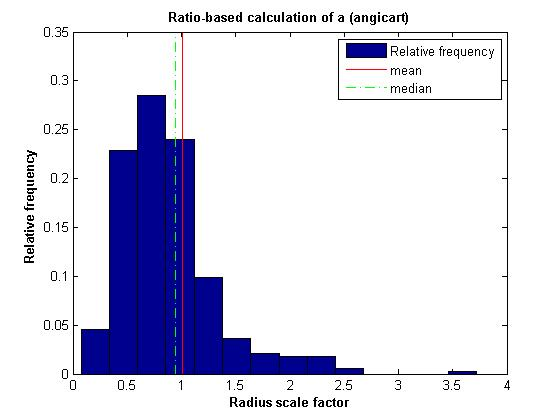 Ratio-based calculation of a (angicart)
Relative frequency
mean
median
0.35
0.3
0.25
0.2
0.15
0.1
0.05
0
Relative frequency
0 0.5 1 1.5 2 2.5 3 3.5 4
Radius scale factor